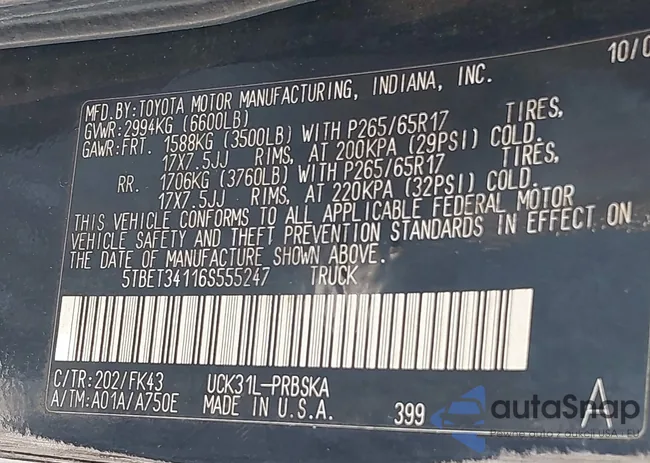 10/0
MFD.BY:TOYOTA MOTOR MANUFACTURING, INDIANA, INC.
GVWR:2994KG (6600LB)
GAWR:FRT. 1588KG (3500LB) WITH P265/65R17 TIRES,
17X7.5JJ RIMS, AT 200KPA (29PSI) COLD.
RR. 1706KG (3760LB) WITH P265/65R17 TIRES,
17X7.5JJ RIMS, AT 220KPA (32PSI) COLD.
THIS VEHICLE CONFORMS TO ALL APPLICABLE FEDERAL MOTOR
VEHICLE SAFETY AND THEFT PREVENTION STANDARDS IN EFFECT ON
THE DATE OF MANUFACTURE SHOWN ABOVE.
5TBET34116S555247 TRUCK
C/TR:202/FK43 UCK31L-PRBSKA
A/TM:A01A/A750E MADE IN U.S.A. 399 A
autoSnap